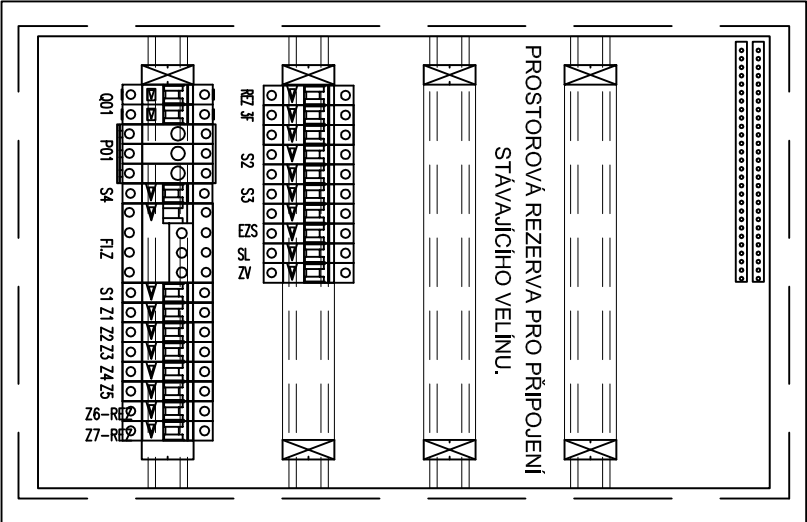 Q01
P01
S4
FI.Z
S1
Z1
Z2
Z3
Z4
Z5
Z6-REZ
Z7-REZ
REZ 3F
S2
S3
EZS
SL
ZV
PROSTOROVÁ REZERVA PRO PŘIPOJENÍ
STÁVAJÍCÍHO VELÍNU.